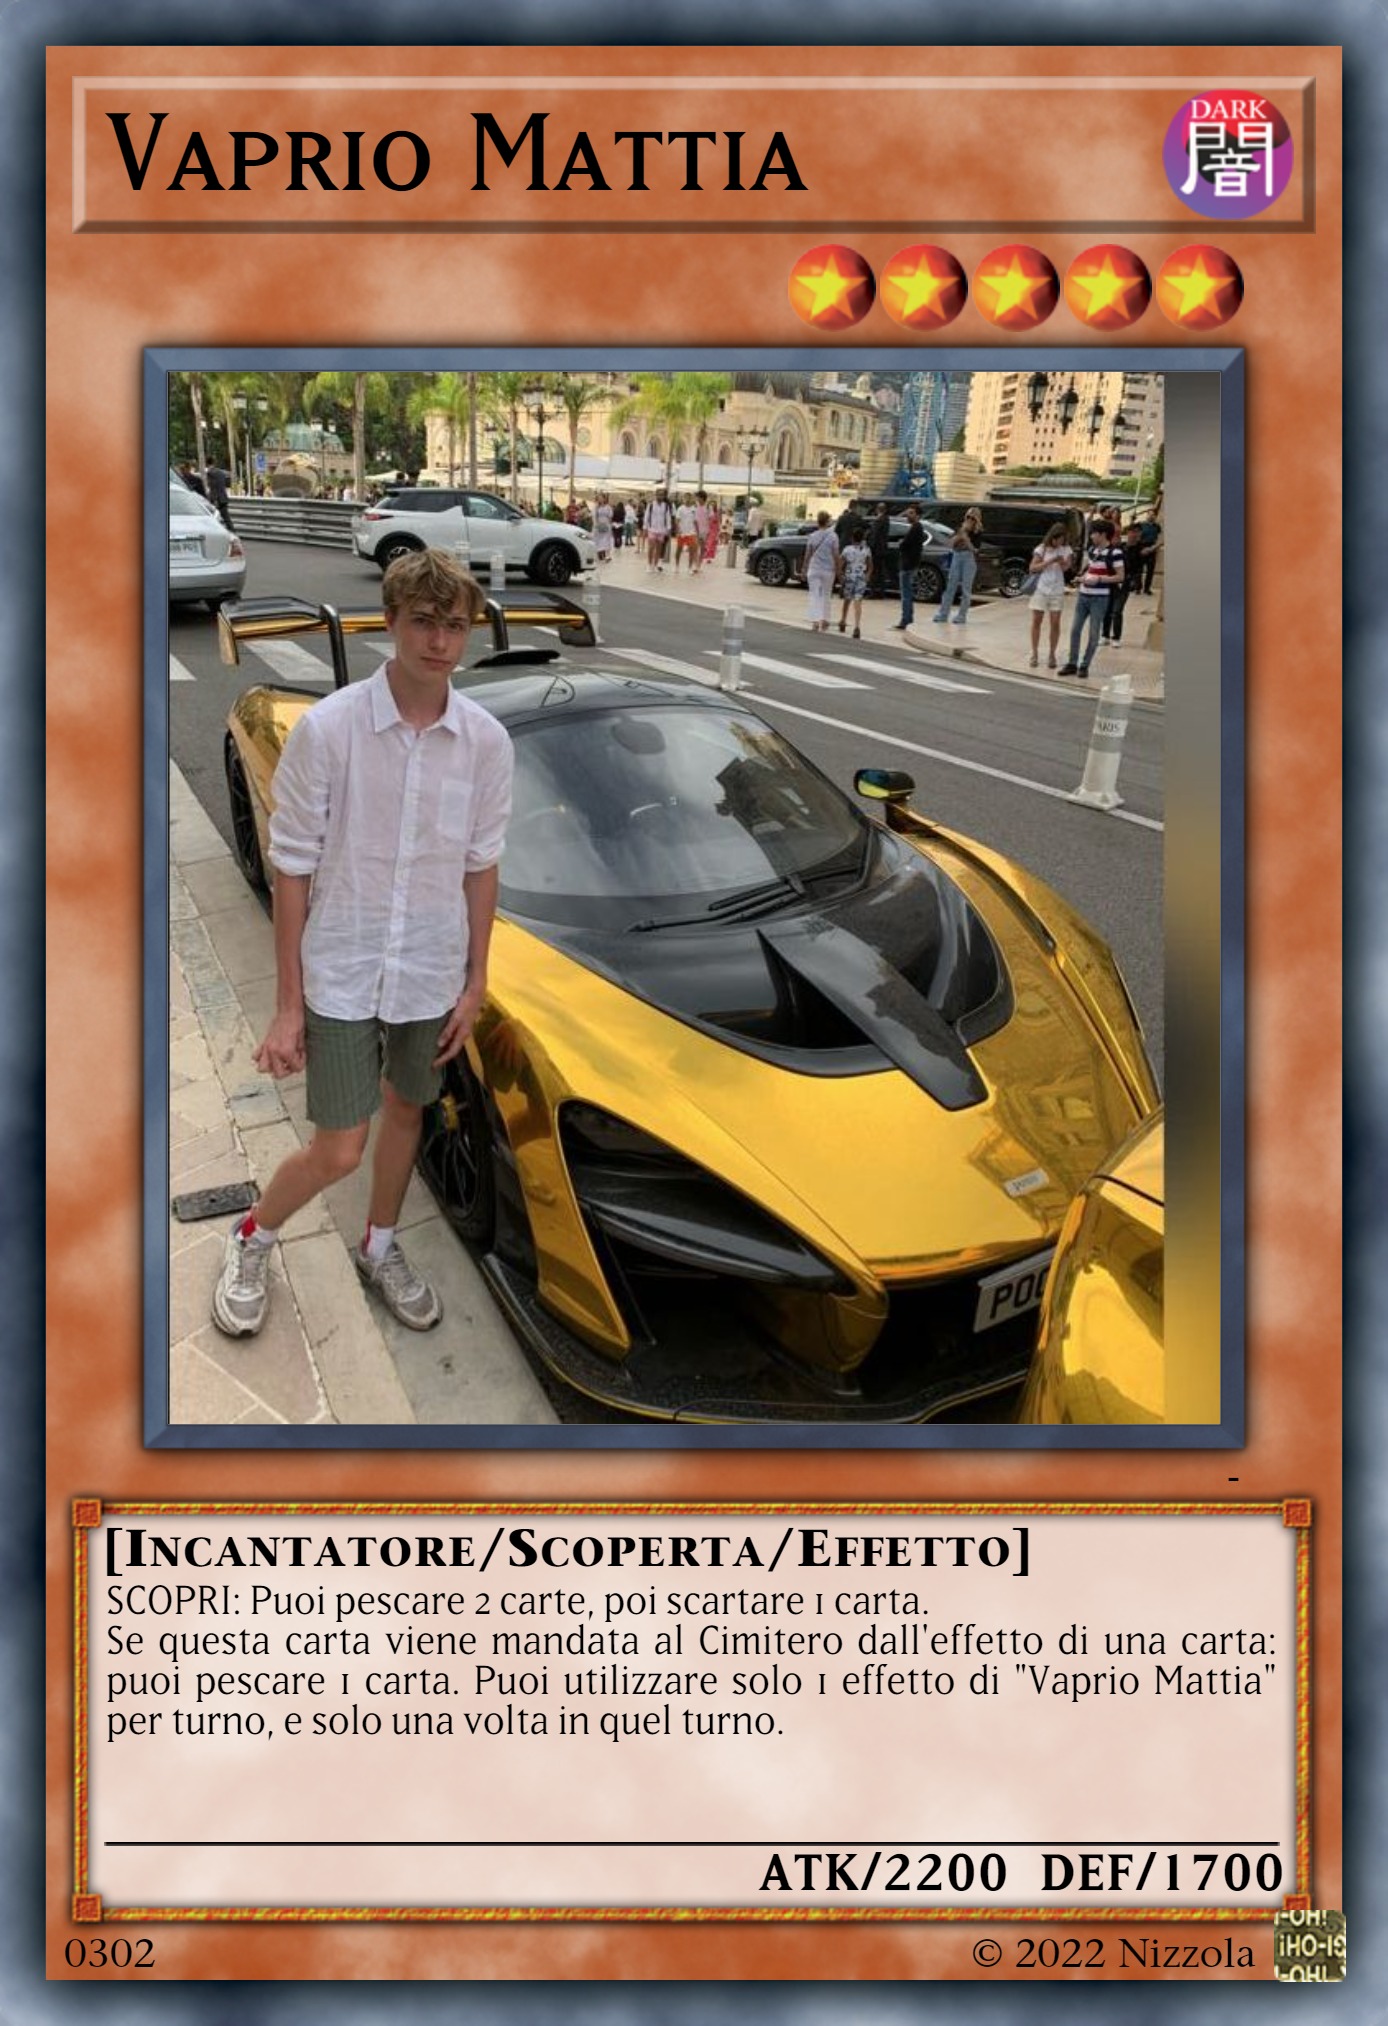 Vaprio Mattia
DARK
闇
PARIS
-
[Incantatore/Scoperta/Effetto]
SCOPRI: Puoi pescare 2 carte, poi scartare 1 carta.
Se questa carta viene mandata al Cimitero dall'effetto di una carta:
puoi pescare 1 carta. Puoi utilizzare solo 1 effetto di "Vaprio Mattia"
per turno, e solo una volta in quel turno.
ATK/2200 DEF/1700
0302
© 2022 Nizzola